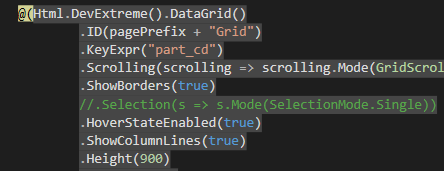 @(Html.DevExtreme().DataGrid()
.ID(pagePrefix + "Grid")
.KeyExpr("part_cd")
.Scrolling(scrolling => scrolling.Mode(GridScrol
.ShowBorders(true)
//.Selection(s => s.Mode(SelectionMode.Single))
.HoverStateEnabled(true)
.ShowColumnLines(true)
.Height(900)